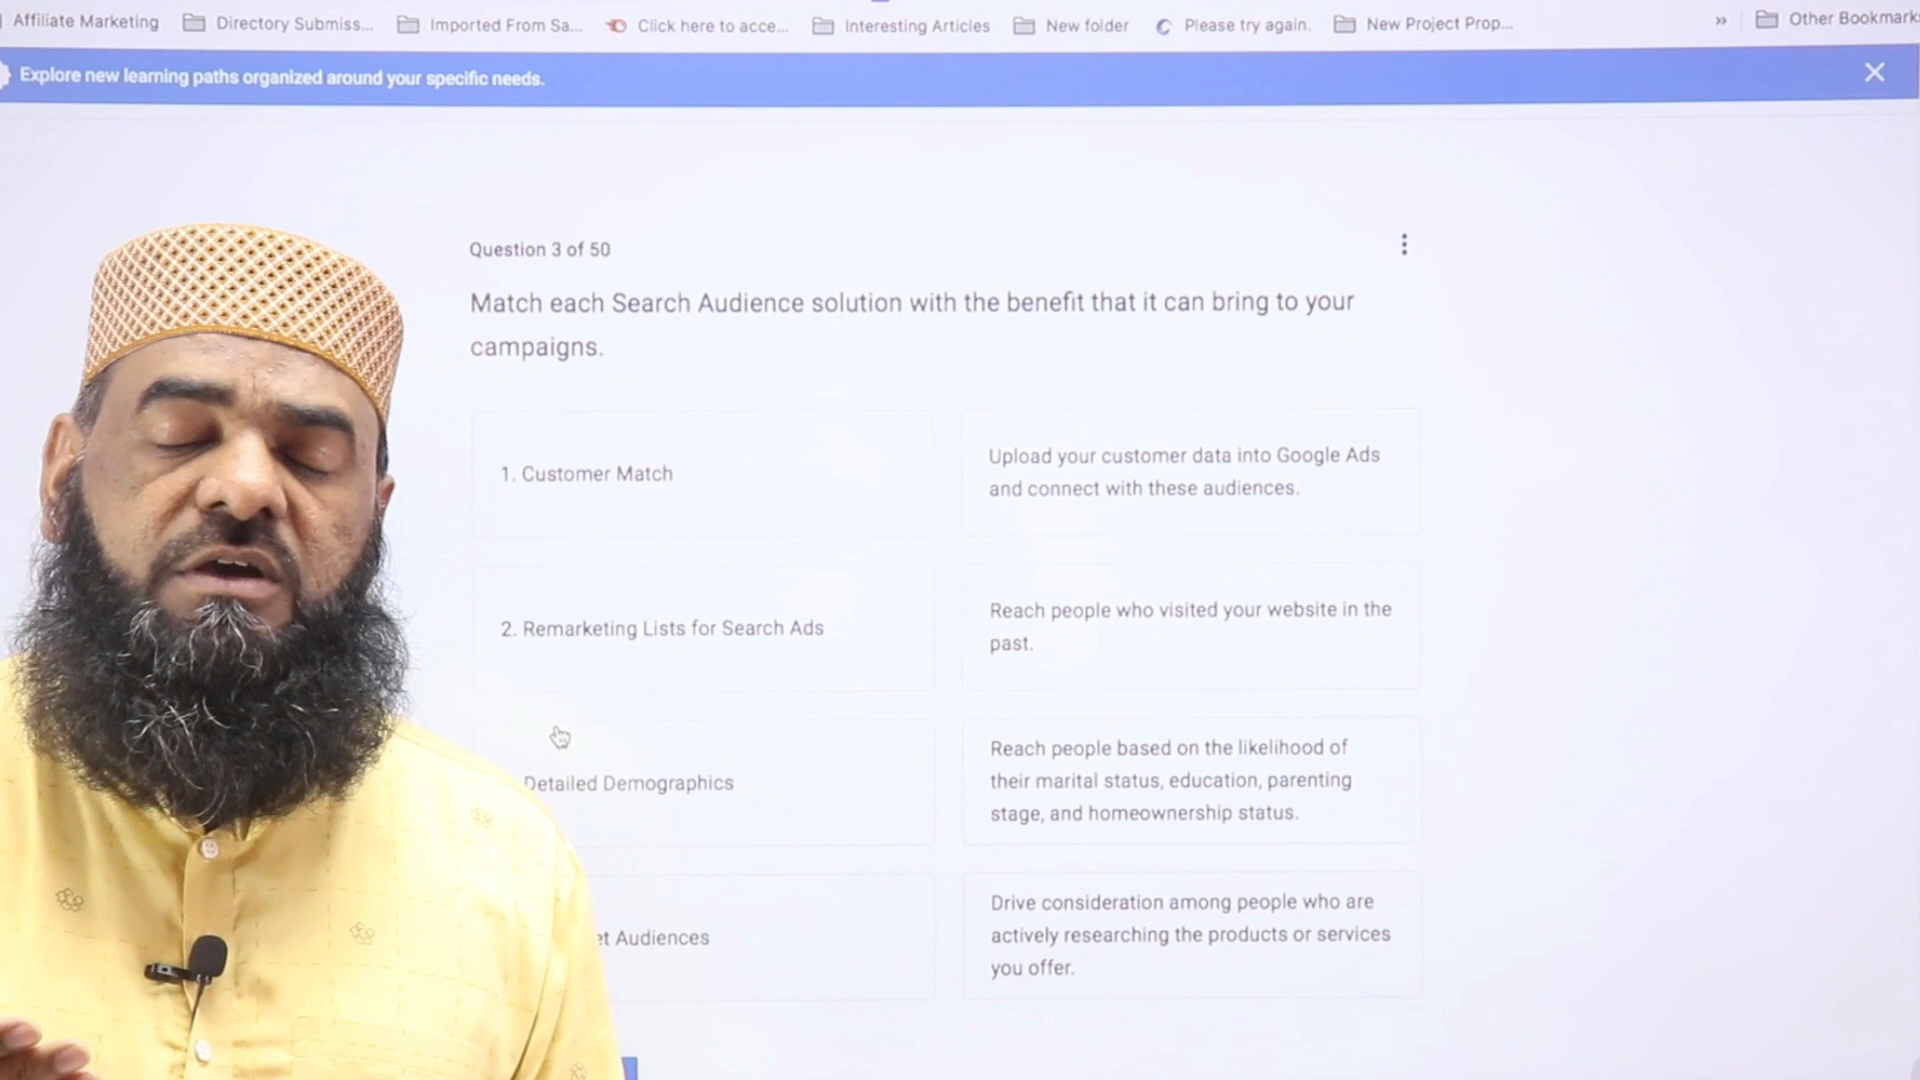 Affiliate Marketing
Directory Submiss...
Imported From Sa...
Click here to acce...
Interesting Articles
New folder
Please try again.
New Project Prop...
»
Other Bookmarks
Explore new learning paths organized around your specific needs.
Question 3 of 50
Match each Search Audience solution with the benefit that it can bring to your
campaigns.
1. Customer Match
Upload your customer data into Google Ads
and connect with these audiences.
2. Remarketing Lists for Search Ads
Reach people who visited your website in the
past.
Detailed Demographics
Reach people based on the likelihood of
their marital status, education, parenting
stage, and homeownership status.
et Audiences
Drive consideration among people who are
actively researching the products or services
you offer.